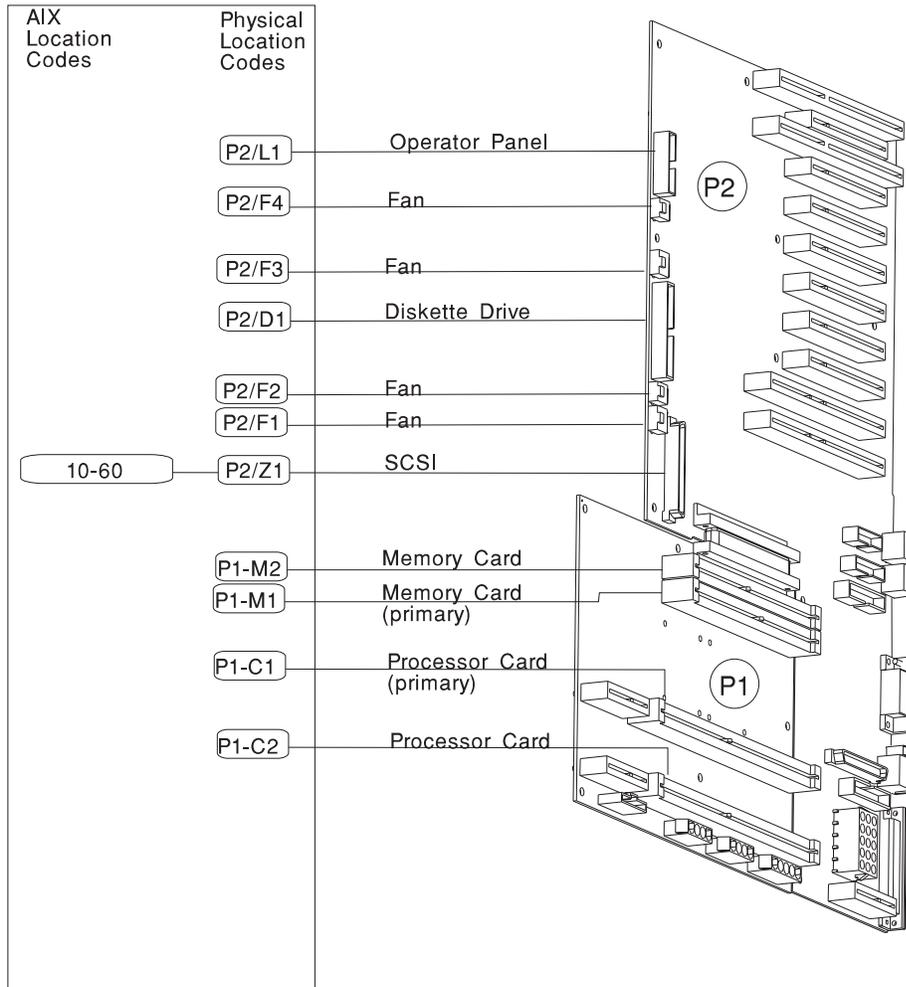 AIX
Location
Codes
Physical
Location
Codes
P2/L1 Operator Panel
P2/F4 Fan
P2/F3 Fan
P2/D1 Diskette Drive
P2/F2 Fan
P2/F1 Fan
10-60 P2/Z1 SCSI
P1-M2 Memory Card
P1-M1 Memory Card
(primary)
P1-C1 Processor Card
(primary)
P1-C2 Processor Card
P2
P1